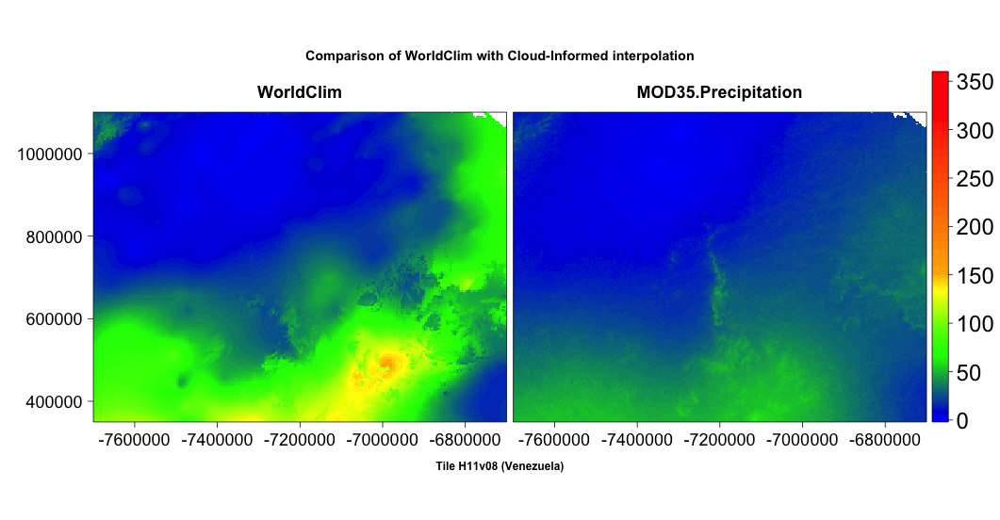 Comparison of WorldClim with Cloud-Informed interpolation
WorldClim
MOD35.Precipitation
1000000
800000
600000
400000
-7600000 -7400000 -7200000 -7000000 -6800000
-7600000 -7400000 -7200000 -7000000 -6800000
350
300
250
200
150
100
50
0
Tile H11v08 (Venezuela)